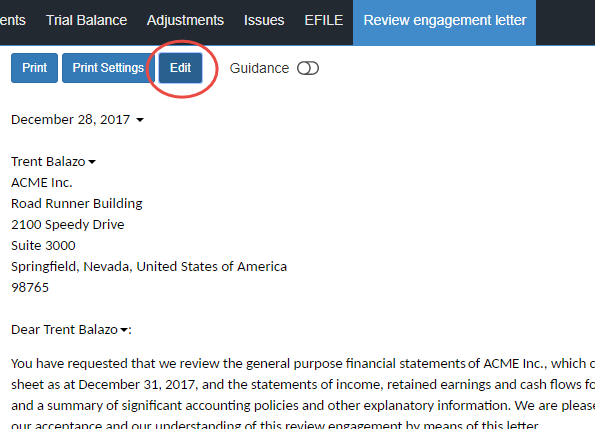 ents Trial Balance Adjustments Issues EFILE Review engagement letter
Print Print Settings Edit Guidance
December 28, 2017
Trent Balazo
ACME Inc.
Road Runner Building
2100 Speedy Drive
Suite 3000
Springfield, Nevada, United States of America
98765
Dear Trent Balazo :
You have requested that we review the general purpose financial statements of ACME Inc., which c
sheet as at December 31, 2017, and the statements of income, retained earnings and cash flows fo
and a summary of significant accounting policies and other explanatory information. We are please
our acceptance and our understanding of this review engagement by means of this letter.